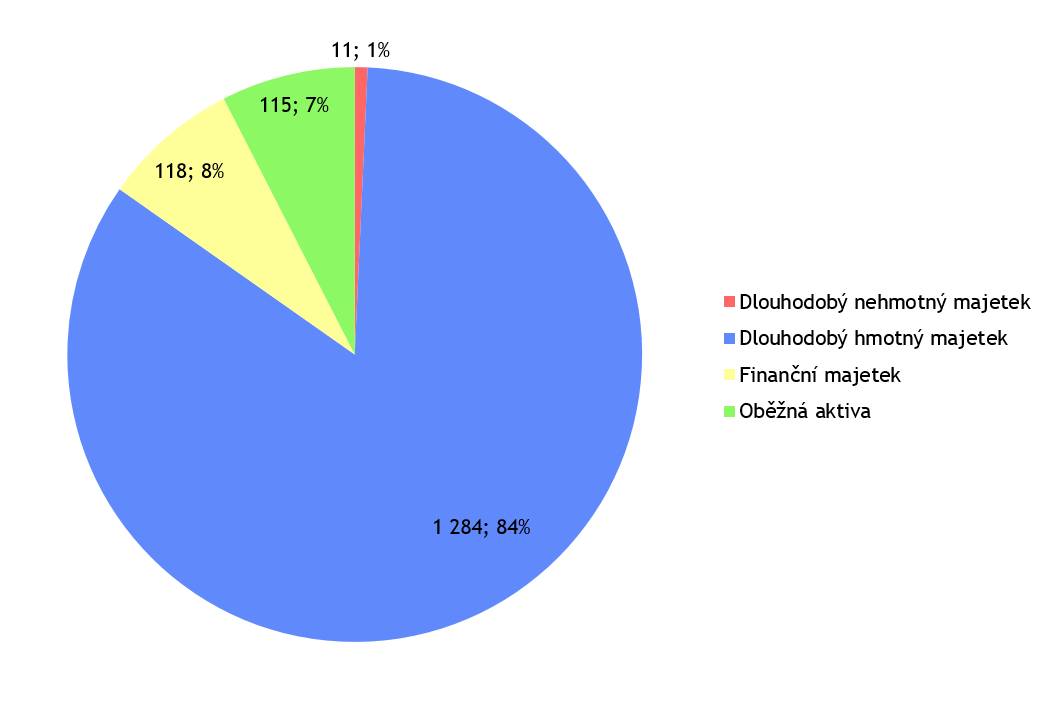 11; 1%
115; 7%
118; 8%
1 284; 84%
Dlouhodobý nehmotný majetek
Dlouhodobý hmotný majetek
Finanční majetek
Oběžná aktiva